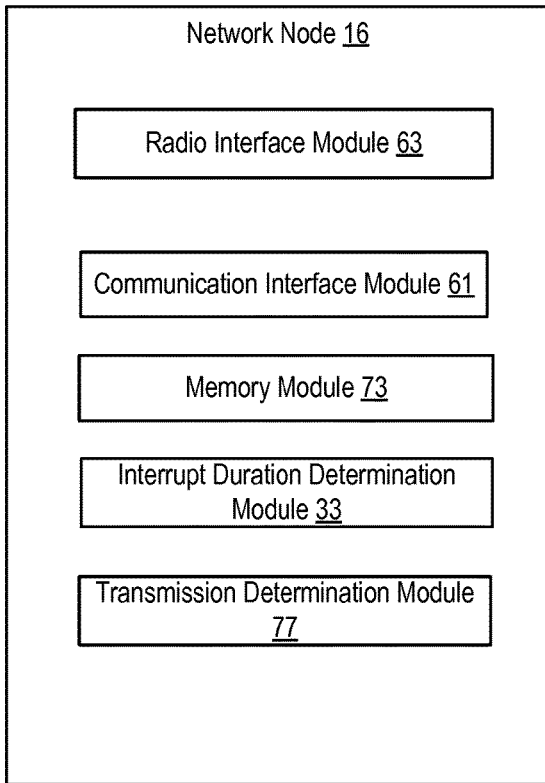 Network Node 16
Radio Interface Module 63
Communication Interface Module 61
Memory Module 73
Interrupt Duration Determination
Module 33
Transmission Determination Module
77